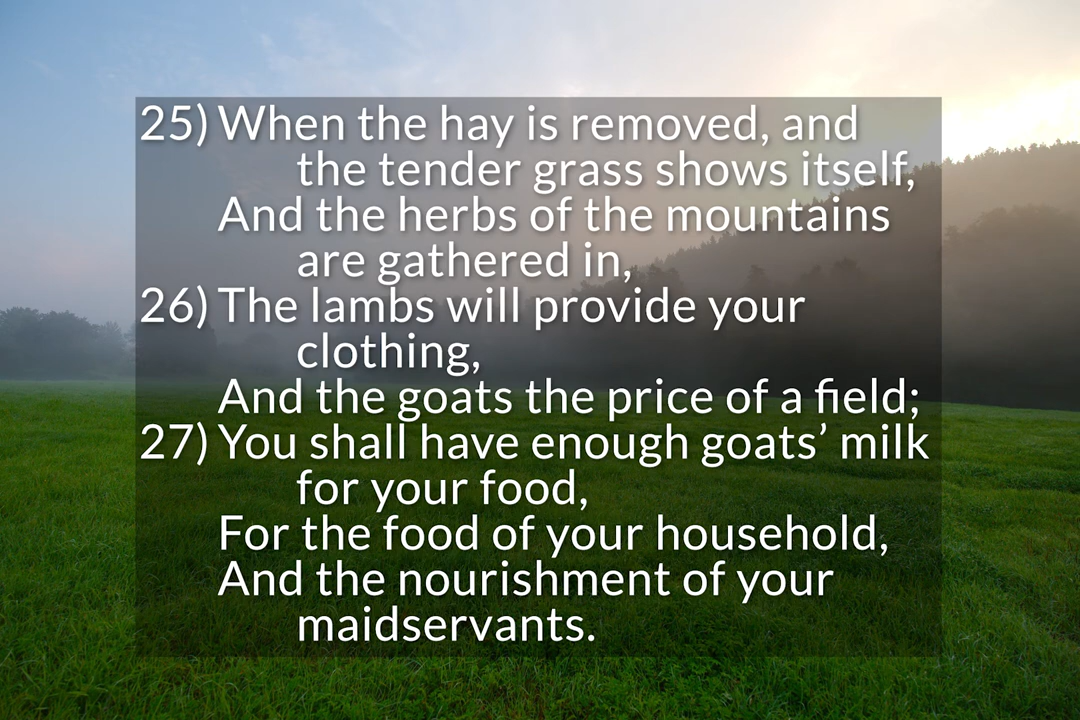 25) When the hay is removed, and
the tender grass shows itself,
And the herbs of the mountains
are gathered in,
26) The lambs will provide your
clothing,
And the goats the price of a field;
27) You shall have enough goats’ milk
for your food,
For the food of your household,
And the nourishment of your
maidservants.